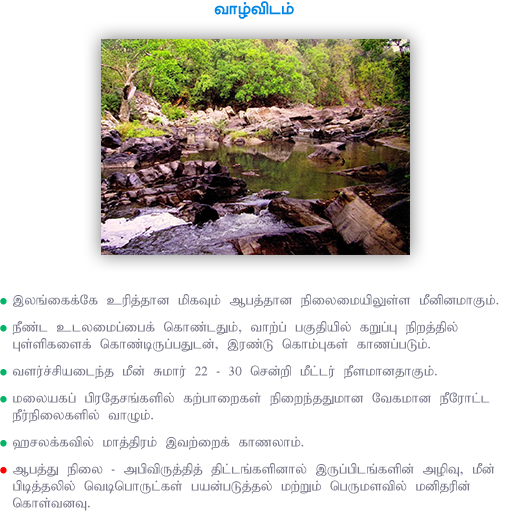 வாழ்விடம்
இலங்கைக்கே உரித்தான மிகவும் ஆபத்தான நிலைமையிலுள்ள மீனினமாகும்.
நீண்ட உடலமைப்பைக் கொண்டதும், வாற்ப் பகுதியில் கறுப்பு நிறத்தில்
புள்ளிகளைக் கொண்டிருப்பதுடன், இரண்டு கொம்புகள் காணப்படும்.
வளர்ச்சியடைந்த மீன் சுமார் 22 - 30 சென்றி மீட்டர் நீளமானதாகும்.
மலையகப் பிரதேசங்களில் கற்பாறைகள் நிறைந்ததுமான வேகமான நீரோட்ட
நீர்நிலைகளில் வாழும்.
ஹசலக்கவில் மாத்திரம் இவற்றைக் காணலாம்.
ஆபத்து நிலை - அபிவிருத்தித் திட்டங்களினால் இருப்பிடங்களின் அழிவு, மீன்
பிடித்தலில் வெடிபொருட்கள் பயன்படுத்தல் மற்றும் பெருமளவில் மனிதரின்
கொள்வனவு.